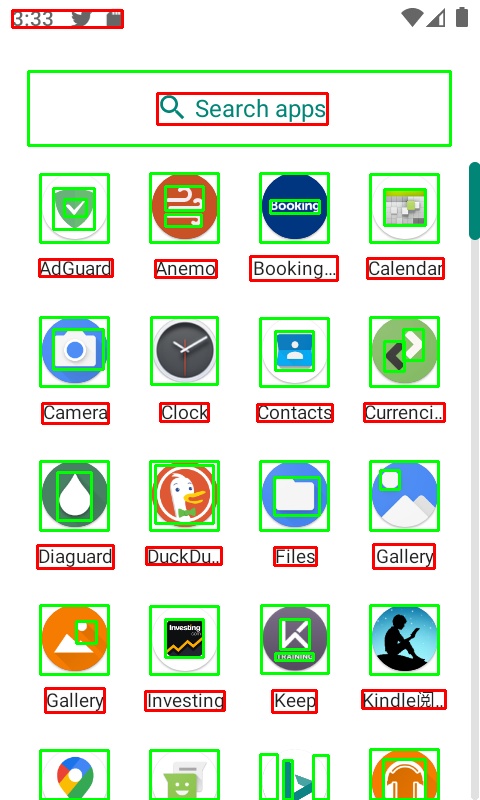 3:33
Search apps
Booking
AdGuard Anemo Booking... Calendar
Camera Clock Contacts Currenci...
Diaguard DuckDu... Files Gallery
Investing
.com
TRAINING
Gallery Investing Keep Kindle阅...